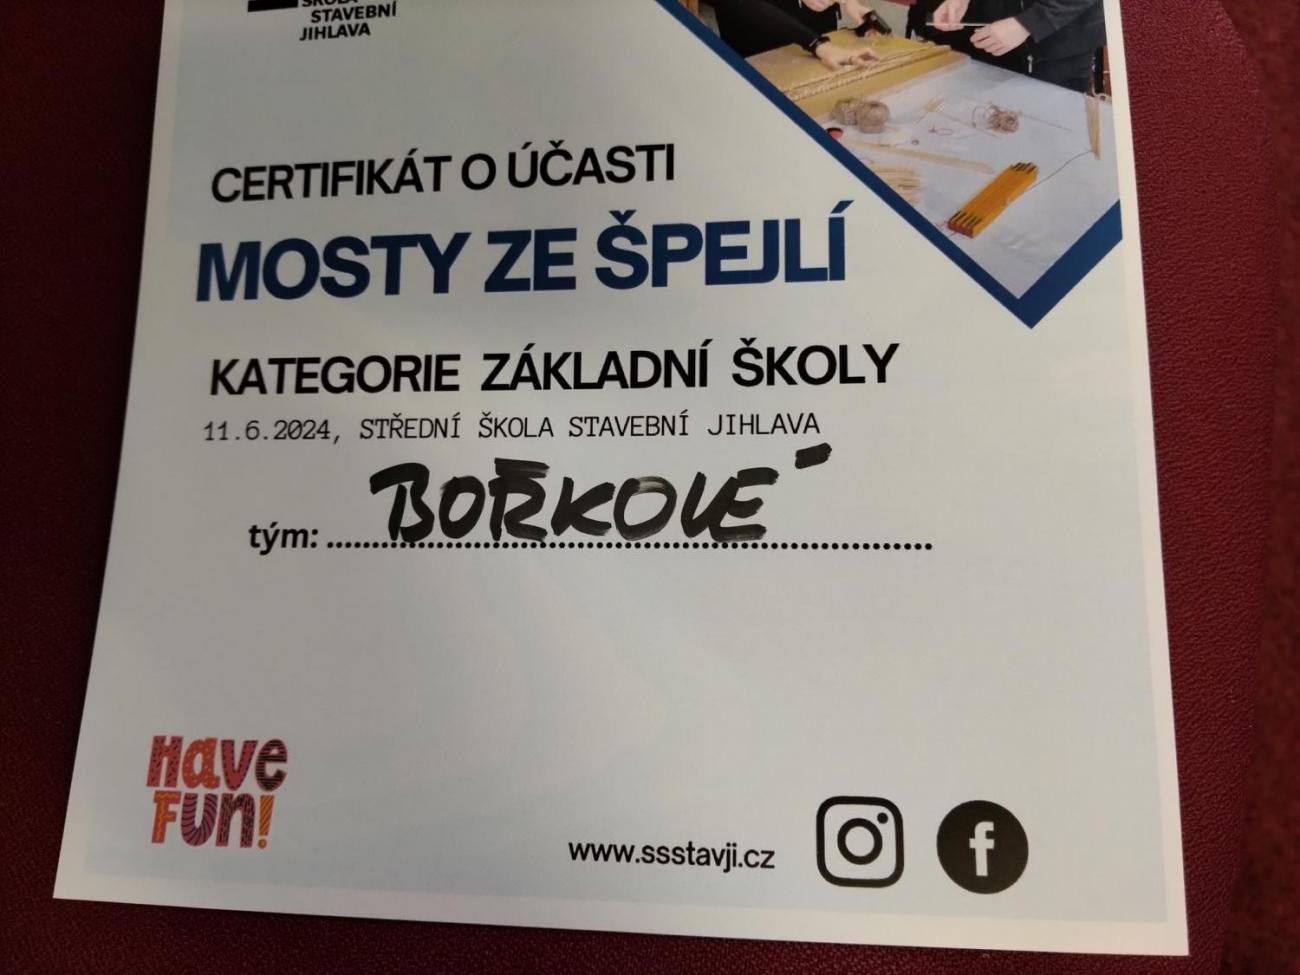 ŠKOLA
STAVEBNÍ
JIHLAVA
CERTIFIKÁT O ÚČASTI
MOSTY ZE ŠPEJLÍ
KATEGORIE ZÁKLADNÍ ŠKOLY
11.6.2024, STŘEDNÍ ŠKOLA STAVEBNÍ JIHLAVA
tým: BOŘKOVÉ
Have
Fun!
www.ssstavji.cz